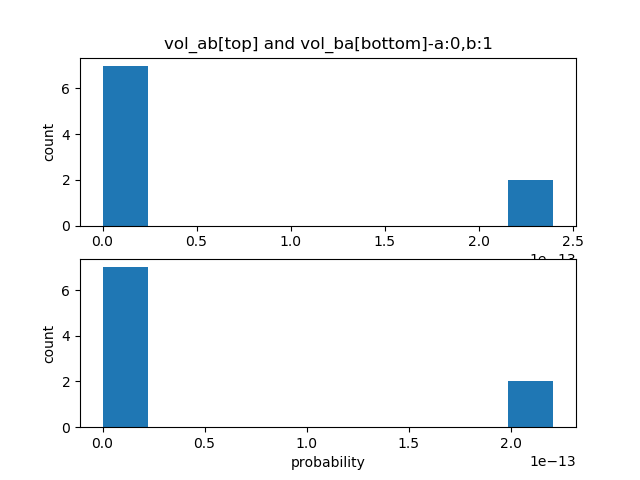 vol_ab[top] and vol_ba[bottom]-a:0,b:1
6
4
2
0
count
0.0 0.5 1.0 1.5 2.0 2.5
1e−13
6
4
2
0
count
0.0 0.5 1.0 1.5 2.0
probability
1e−13